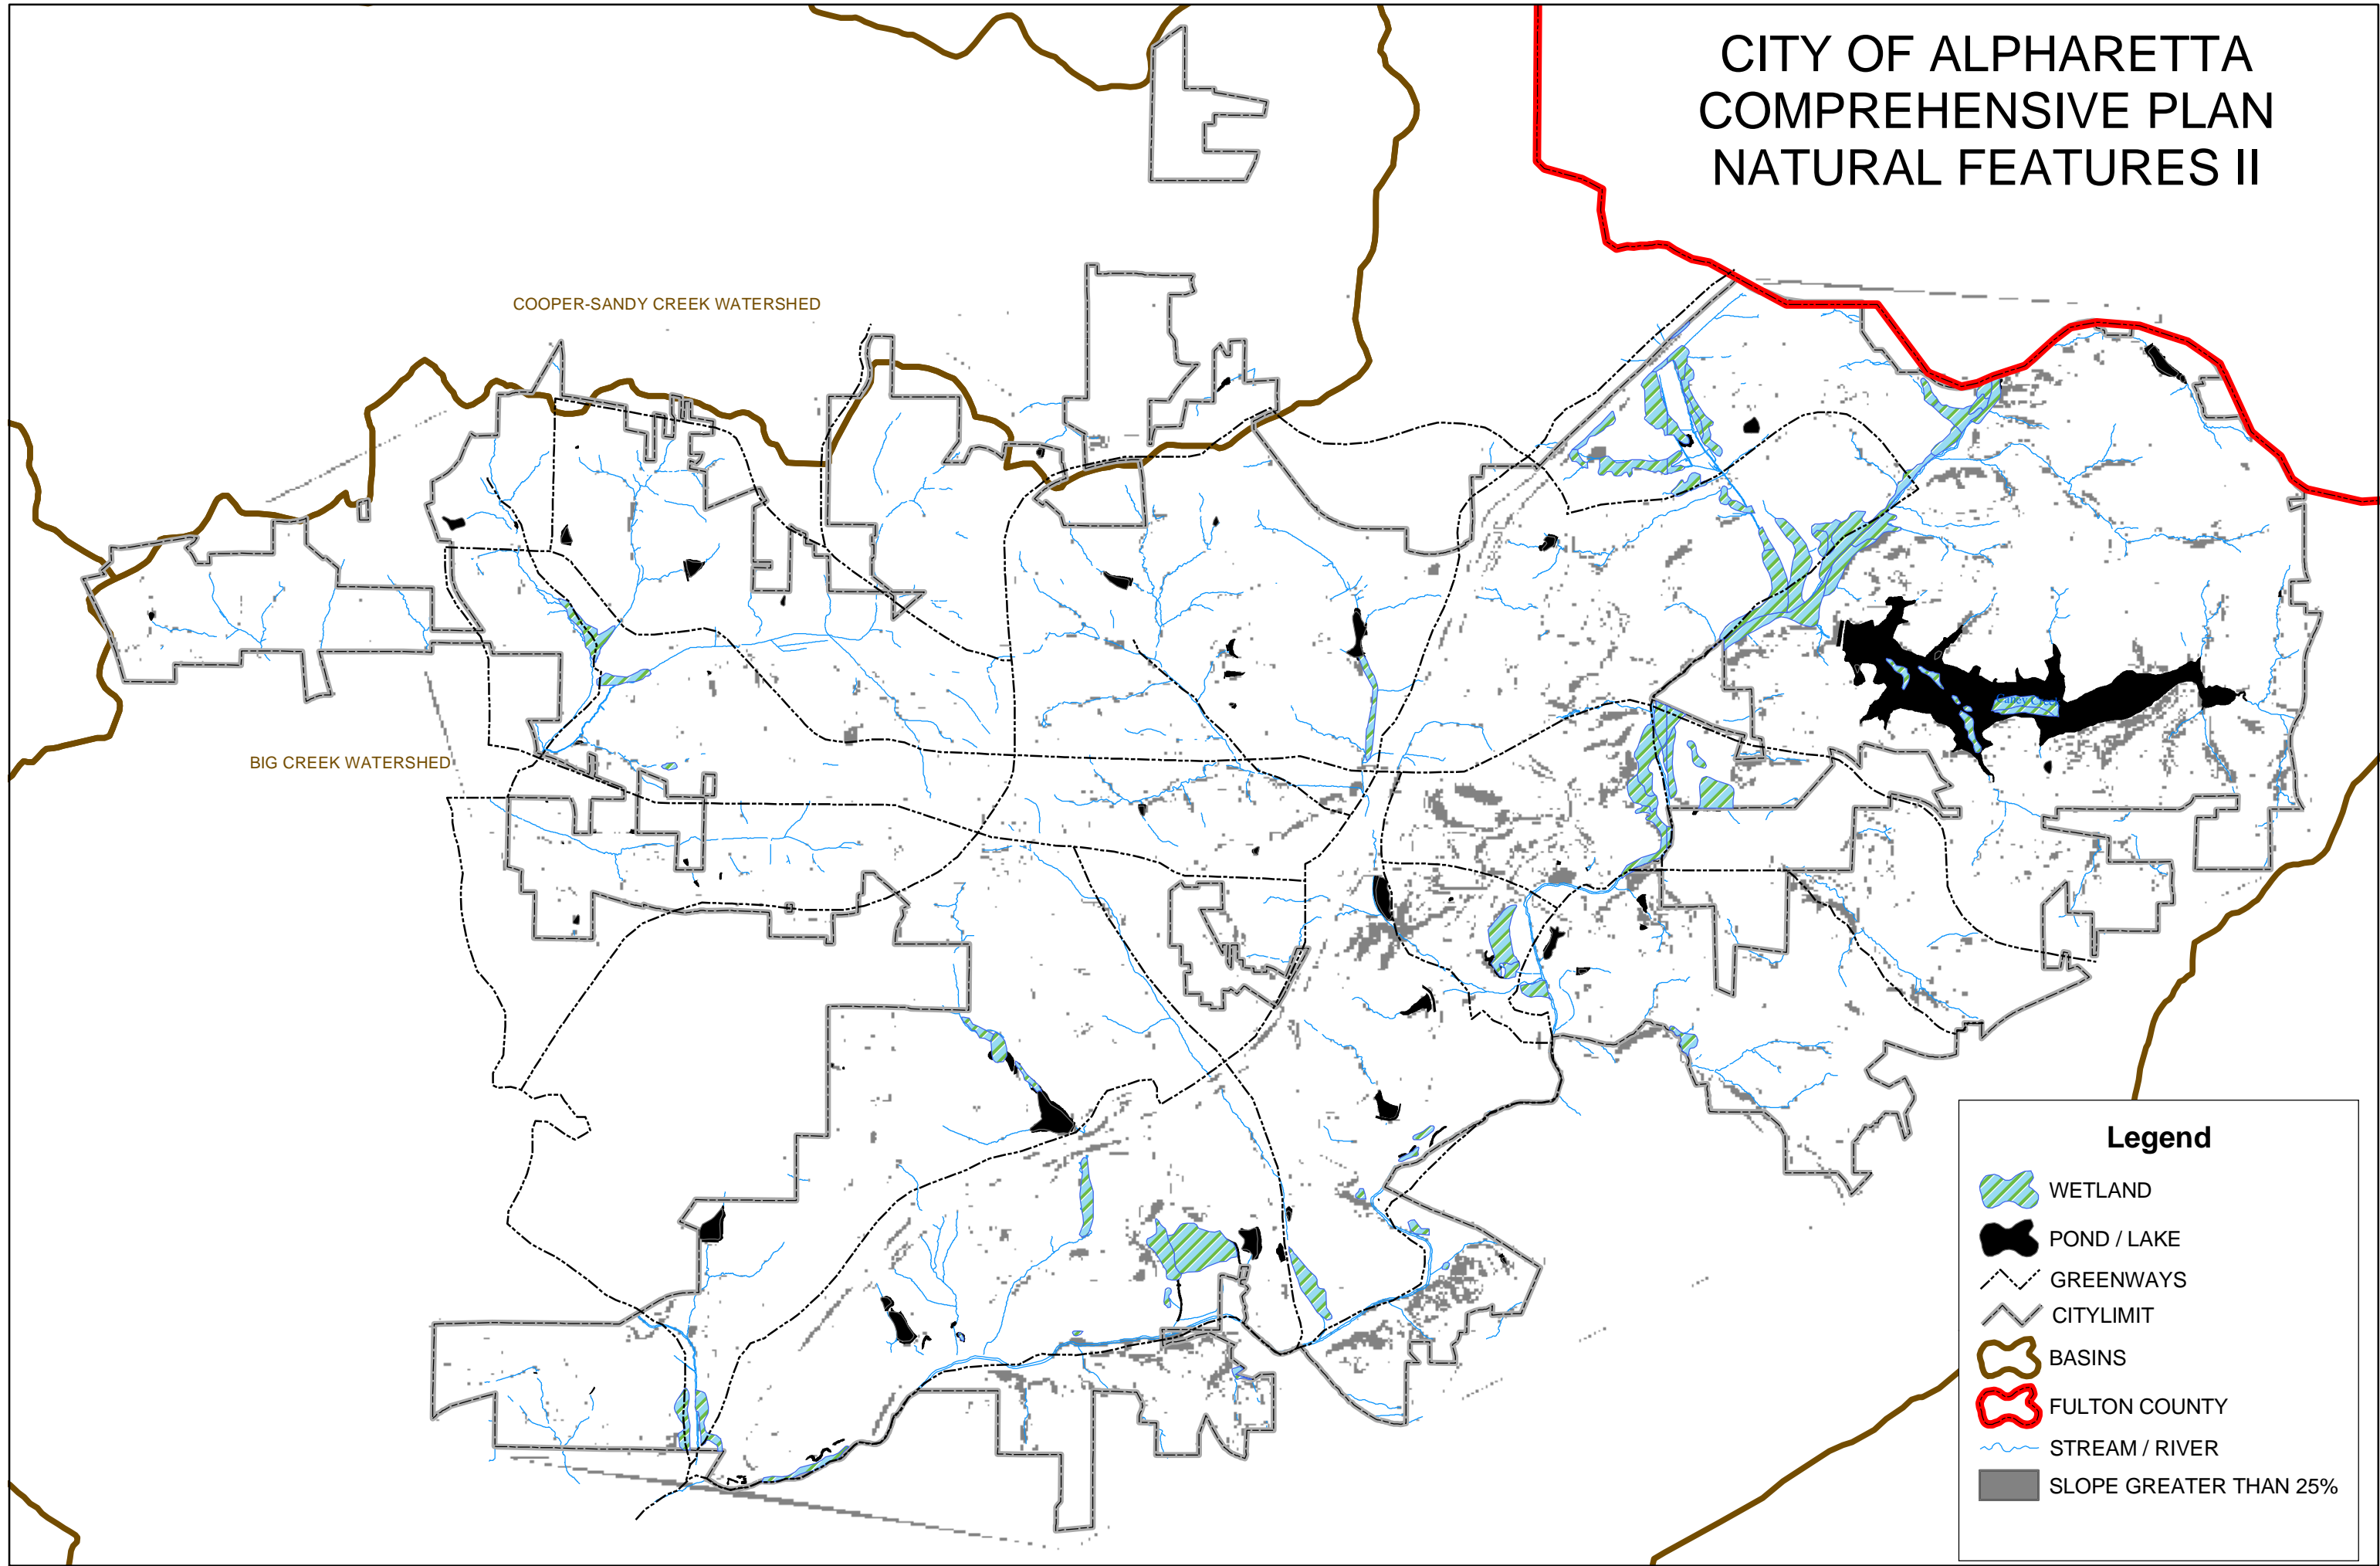 CITY OF ALPHARETTA
COMPREHENSIVE PLAN
NATURAL FEATURES II
COOPER-SANDY CREEK WATERSHED
BIG CREEK WATERSHED
Legend
WETLAND
POND / LAKE
GREENWAYS
CITYLIMIT
BASINS
FULTON COUNTY
STREAM / RIVER
SLOPE GREATER THAN 25%